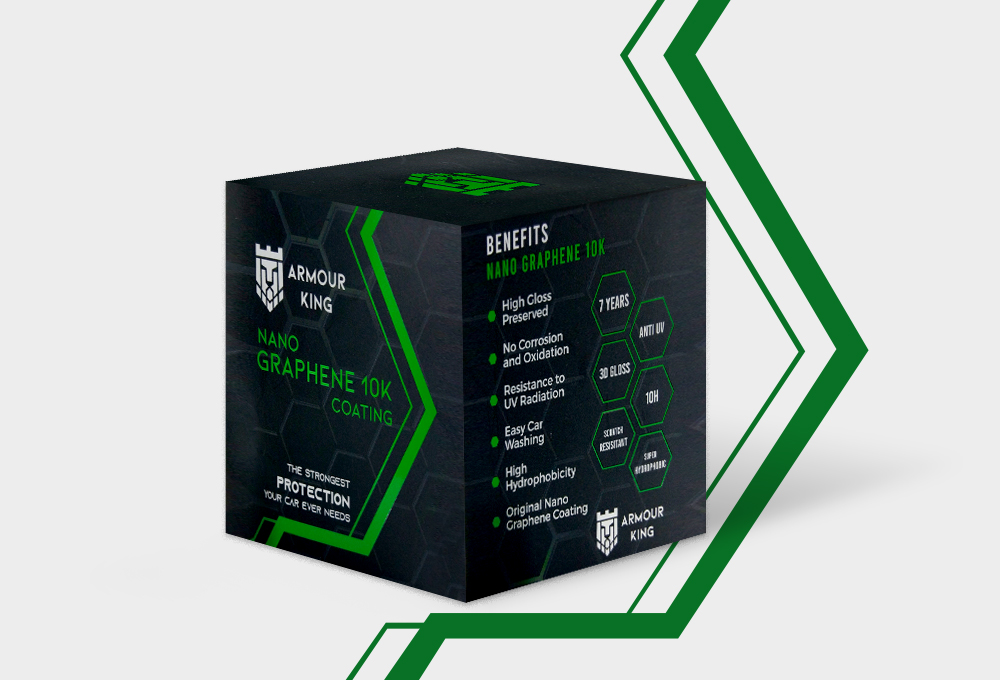 ARMOUR
KING
NANO
GRAPHENE 10K
COATING
THE STRONGEST
PROTECTION
YOUR CAR EVER NEEDS
BENEFITS
NANO GRAPHENE 10K
High Gloss
Preserved
No Corrosion
and Oxidation
Resistance to
UV Radiation
Easy Car
Washing
High
Hydrophobicity
Original Nano
Graphene Coating
7 YEARS
ANTI UV
3D GLOSS
10H
SCRATCH
RESISITANT
SUPER
HYDROPHOBIC
ARMOUR
KING